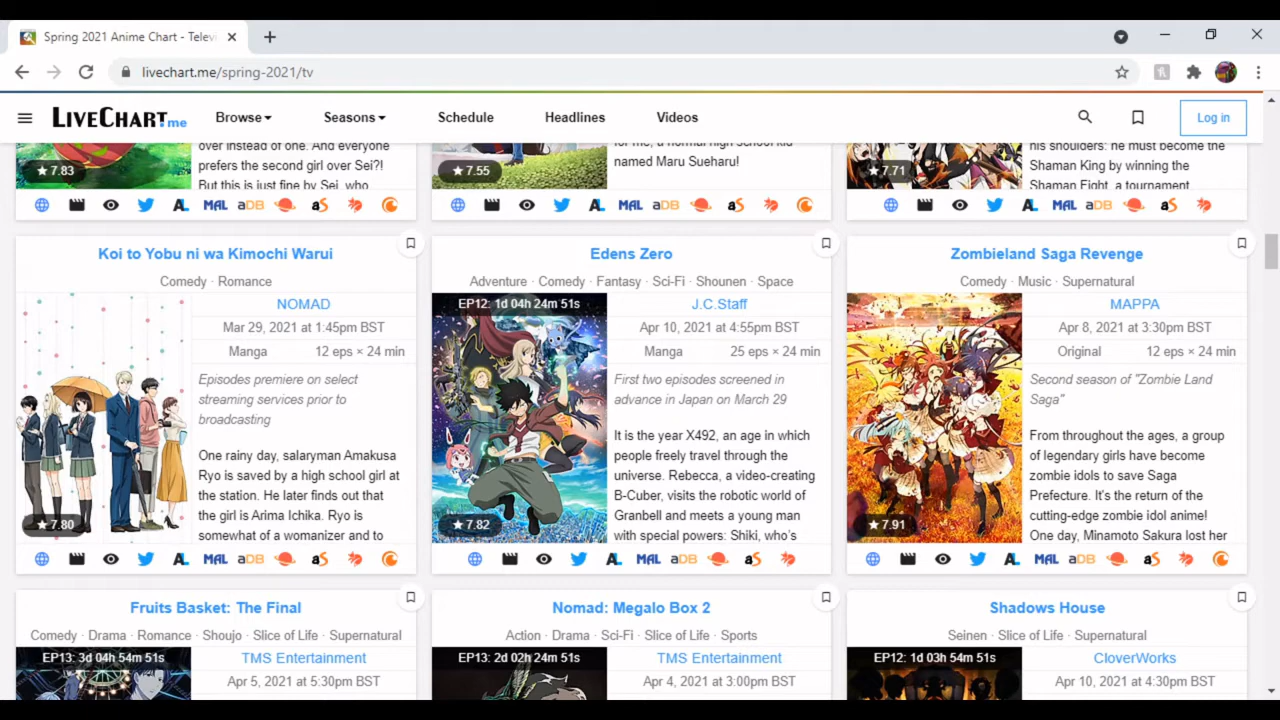 Spring 2021 Anime Chart - Televi
livechart.me/spring-2021/tv
LIVECHART.me
Browse
Seasons
Schedule
Headlines
Videos
Log in
7.83
over instead of one. And everyone
prefers the second girl over Sei?!
But this is just fine by Sei, who
MAL
aDB
aS
7.55
for me, a normal high school kid
named Maru Sueharu!
MAL
aDB
aS
7.71
his shoulders: he must become the
Shaman King by winning the
Shaman Fight, a tournament
MAL
aDB
aS
Koi to Yobu ni wa Kimochi Warui
Comedy · Romance
NOMAD
Mar 29, 2021 at 1:45pm BST
Manga 12 eps × 24 min
Episodes premiere on select
streaming services prior to
broadcasting
One rainy day, salaryman Amakusa
Ryo is saved by a high school girl at
the station. He later finds out that
the girl is Arima Ichika. Ryo is
somewhat of a womanizer and to
7.80
MAL
aDB
aS
Edens Zero
Adventure · Comedy · Fantasy · Sci-Fi · Shounen · Space
EP12: 1d 04h 24m 51s
J.C.Staff
Apr 10, 2021 at 4:55pm BST
Manga 25 eps × 24 min
First two episodes screened in
advance in Japan on March 29
It is the year X492, an age in which
people freely travel through the
universe. Rebecca, a video-creating
B-Cuber, visits the robotic world of
Granbell and meets a young man
with special powers: Shiki, who's
7.82
MAL
aDB
aS
Zombieland Saga Revenge
Comedy · Music · Supernatural
MAPPA
Apr 8, 2021 at 3:30pm BST
Original 12 eps × 24 min
Second season of "Zombie Land
Saga"
From throughout the ages, a group
of legendary girls have become
zombie idols to save Saga
Prefecture. It's the return of the
cutting-edge zombie idol anime!
One day, Minamoto Sakura lost her
7.91
MAL
aDB
aS
Fruits Basket: The Final
Comedy · Drama · Romance · Shoujo · Slice of Life · Supernatural
EP13: 3d 04h 54m 51s
TMS Entertainment
Apr 5, 2021 at 5:30pm BST
Nomad: Megalo Box 2
Action · Drama · Sci-Fi · Slice of Life · Sports
EP13: 2d 02h 24m 51s
TMS Entertainment
Apr 4, 2021 at 3:00pm BST
Shadows House
Seinen · Slice of Life · Supernatural
EP12: 1d 03h 54m 51s
CloverWorks
Apr 10, 2021 at 4:30pm BST